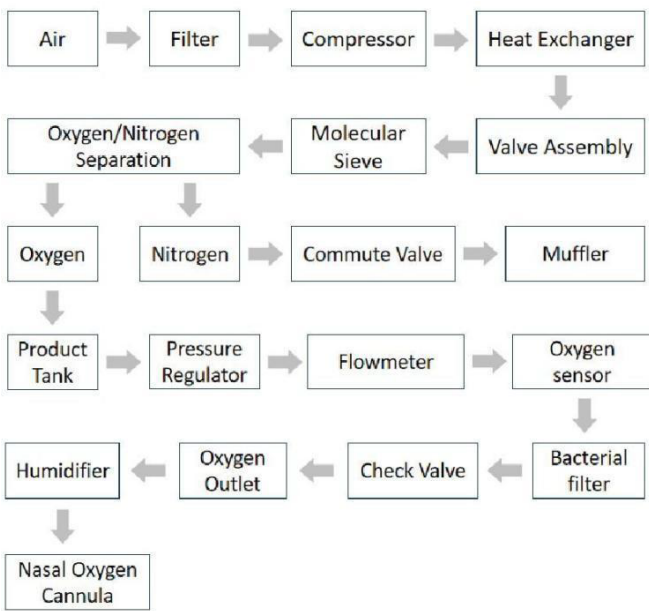 Air
Filter
Compressor
Heat Exchanger
Oxygen/Nitrogen
Separation
Molecular
Sieve
Valve Assembly
Oxygen
Nitrogen
Commute Valve
Muffler
Product
Tank
Pressure
Regulator
Flowmeter
Oxygen
sensor
Humidifier
Oxygen
Outlet
Check Valve
Bacterial
filter
Nasal Oxygen
Cannula